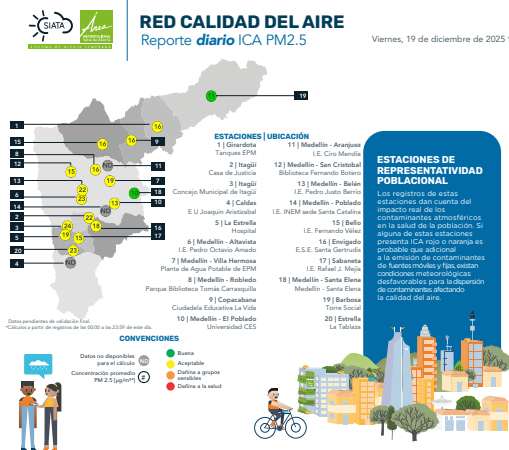 SIATA
Área
METROPOLITANA
Valle de Aburrá
SISTEMA DE ALERTA TEMPRANA
RED CALIDAD DEL AIRE
Reporte diario ICA PM2.5
Viernes, 19 de diciembre de 2025
11
19
1
15
8
12
13
6
14
2
3
5
20
4
9
11
7
18
10
16
17
16
16
16
ND
15
16
19
22
23
10
13
ND
22
24
18
19
15
23
ND
ESTACIONES | UBICACIÓN
1 | Girardota
Tanques EPM
2 | Itagüí
Casa de Justicia
3 | Itagüí
Concejo Municipal de Itagüí
4 | Caldas
E U Joaquin Aristizabal
5 | La Estrella
Hospital
6 | Medellín - Altavista
I.E. Pedro Octavio Amado
7 | Medellín - Villa Hermosa
Planta de Agua Potable de EPM
8 | Medellín - Robledo
Parque Biblioteca Tomás Carrasquilla
9 | Copacabana
Ciudadela Educativa La Vida
10 | Medellín - El Poblado
Universidad CES
11 | Medellín - Aranjuez
I.E. Ciro Mendía
12 | Medellín - San Cristobal
Biblioteca Fernando Botero
13 | Medellín - Belén
I.E. Pedro Justo Berrio
14 | Medellín - Poblado
I.E. INEM sede Santa Catalina
15 | Bello
I.E. Fernando Vélez
16 | Envigado
E.S.E. Santa Gertrudis
17 | Sabaneta
I.E. Rafael J. Mejía
18 | Medellín - Santa Elena
Medellín - Santa Elena
19 | Barbosa
Torre Social
20 | Estrella
La Tablaza
ESTACIONES DE
REPRESENTATIVIDAD
POBLACIONAL
Los registros de estas
estaciones dan cuenta del
impacto real de los
contaminantes atmosféricos
en la salud de la población. Si
alguna de estas estaciones
presenta ICA rojo o naranja es
probable que adicional
a la emisión de contaminantes
de fuentes móviles y fijas, existan
condiciones meteorológicas
desfavorables para la dispersión
de contaminantes afectando
la calidad del aire.
Datos pendientes de validación final.
*Cálculos a partir de registros de las 00:00 a las 23:59 de este día.
CONVENCIONES
Datos no disponibles
para el cálculo
ND
Concentración promedio
PM 2.5 (µg/m³)
#
Buena
Aceptable
Dañina a grupos
sensibles
Dañina a la salud